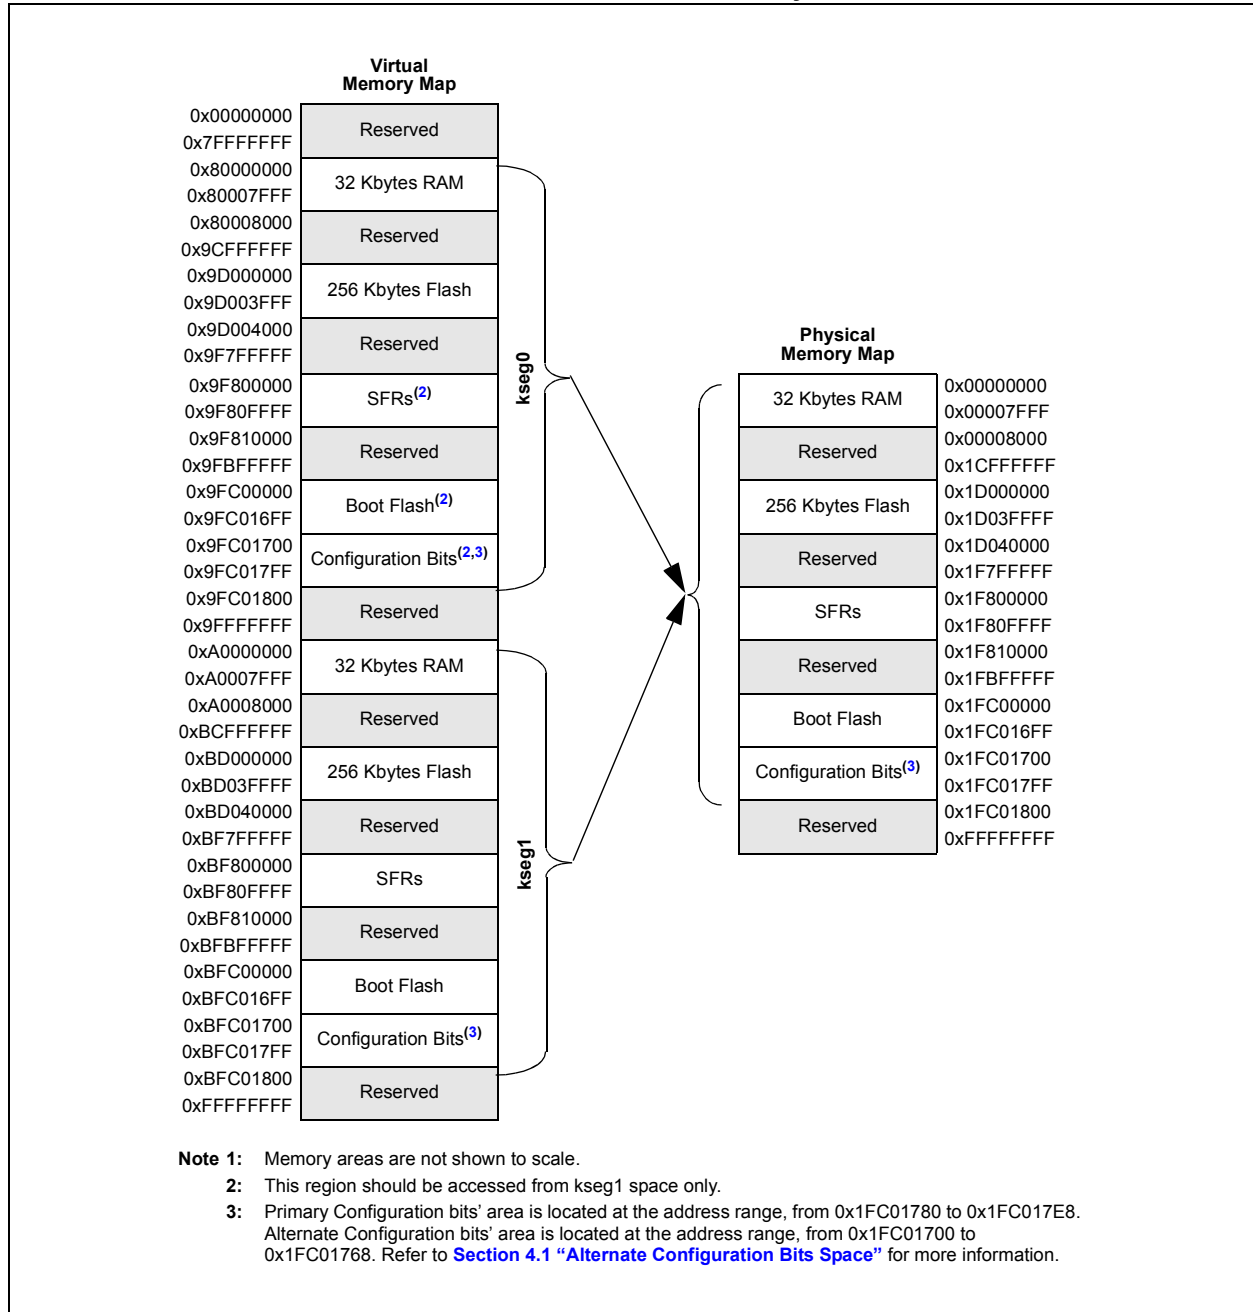 Virtual
Memory Map
0x00000000
Reserved
0x7FFFFFFF
0x80000000
32 Kbytes RAM
0x80007FFF
0x80008000
Reserved
0x9CFFFFFF
0x9D000000
256 Kbytes Flash
0x9D003FFF
0x9D004000
Reserved
0x9F7FFFFF
0x9F800000
SFRs(2)
0x9F80FFFF
0x9F810000
Reserved
0x9FBFFFFF
0x9FC00000
Boot Flash(2)
0x9FC016FF
0x9FC01700
Configuration Bits(2,3)
0x9FC017FF
0x9FC01800
Reserved
0x9FFFFFFF
0xA0000000
32 Kbytes RAM
0xA0007FFF
0xA0008000
Reserved
0xBCFFFFFF
0xBD000000
256 Kbytes Flash
0xBD03FFFF
0xBD040000
Reserved
0xBF7FFFFF
0xBF800000
SFRs
0xBF80FFFF
0xBF810000
Reserved
0xBFBFFFFF
0xBFC00000
Boot Flash
0xBFC016FF
0xBFC01700
Configuration Bits(3)
0xBFC017FF
0xBFC01800
Reserved
0xFFFFFFFF
kseg0
kseg1
Physical
Memory Map
0x00000000
32 Kbytes RAM
0x00007FFF
0x00008000
Reserved
0x1CFFFFFF
0x1D000000
256 Kbytes Flash
0x1D03FFFF
0x1D040000
Reserved
0x1F7FFFFF
0x1F800000
SFRs
0x1F80FFFF
0x1F810000
Reserved
0x1FBFFFFF
0x1FC00000
Boot Flash
0x1FC016FF
0x1FC01700
Configuration Bits(3)
0x1FC017FF
0x1FC01800
Reserved
0xFFFFFFFF
Note 1: Memory areas are not shown to scale.
2: This region should be accessed from kseg1 space only.
3: Primary Configuration bits’ area is located at the address range, from 0x1FC01780 to 0x1FC017E8.
Alternate Configuration bits’ area is located at the address range, from 0x1FC01700 to
0x1FC01768. Refer to Section 4.1 “Alternate Configuration Bits Space” for more information.